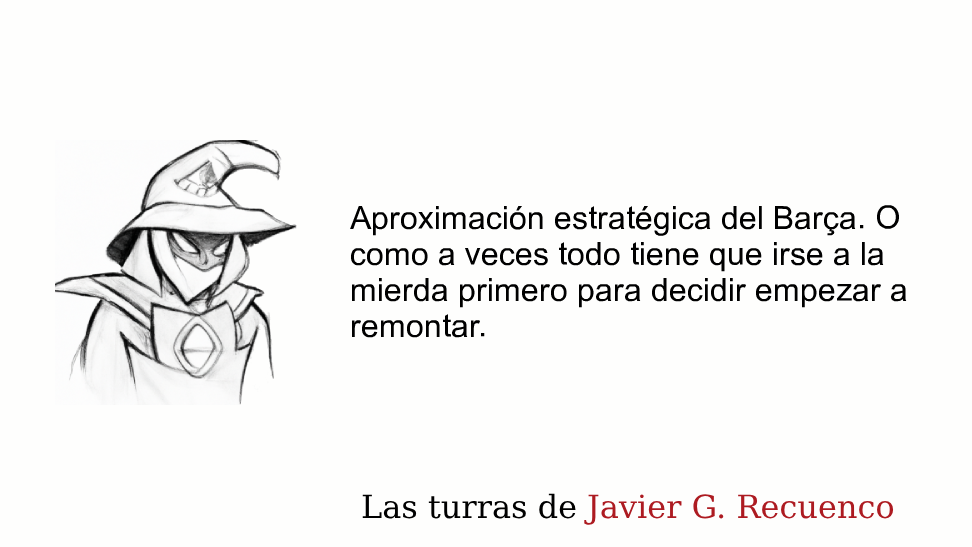 Aproximación estratégica del Barça. O
como a veces todo tiene que irse a la
mierda primero para decidir empezar a
remontar.
Las turras de Javier G. Recuenco